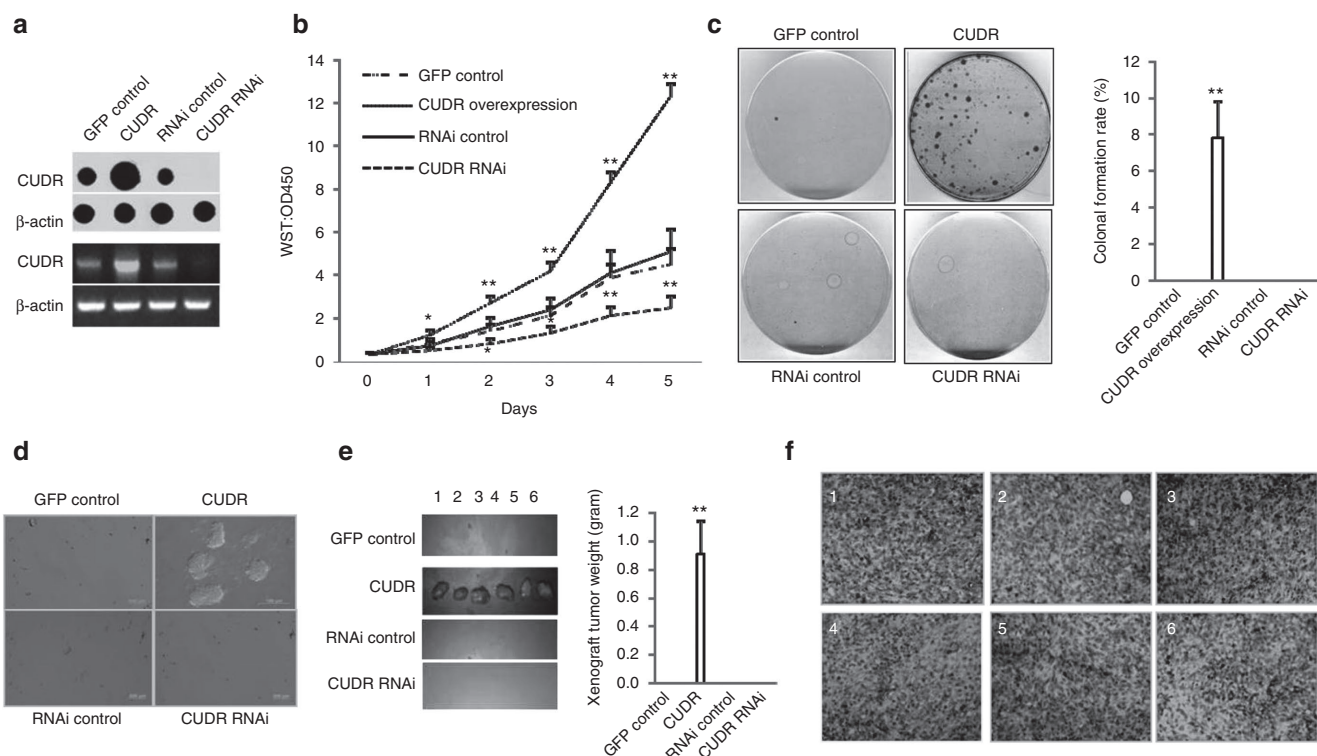 a
GFP control
CUDR
RNAi control
CUDR RNAi
CUDR
β-actin
CUDR
β-actin
b
14
12
10
8
6
4
2
0
WST:OD450
GFP control
CUDR overexpression
RNAi control
CUDR RNAi
*
**
**
**
**
*
*
**
**
0 1 2 3 4 5
Days
c
GFP control
CUDR
RNAi control
CUDR RNAi
Colonal formation rate (%)
12
10
8
6
4
2
0
**
GFP control
CUDR overexpression
RNAi control
CUDR RNAi
d
GFP control
CUDR
RNAi control
CUDR RNAi
e
1 2 3 4 5 6
GFP control
CUDR
RNAi control
CUDR RNAi
Xenograft tumor weight (gram)
1.2
1.0
0.8
0.6
0.4
0.2
0.0
**
GFP control
CUDR
RNAi control
CUDR RNAi
f
1
2
3
4
5
6